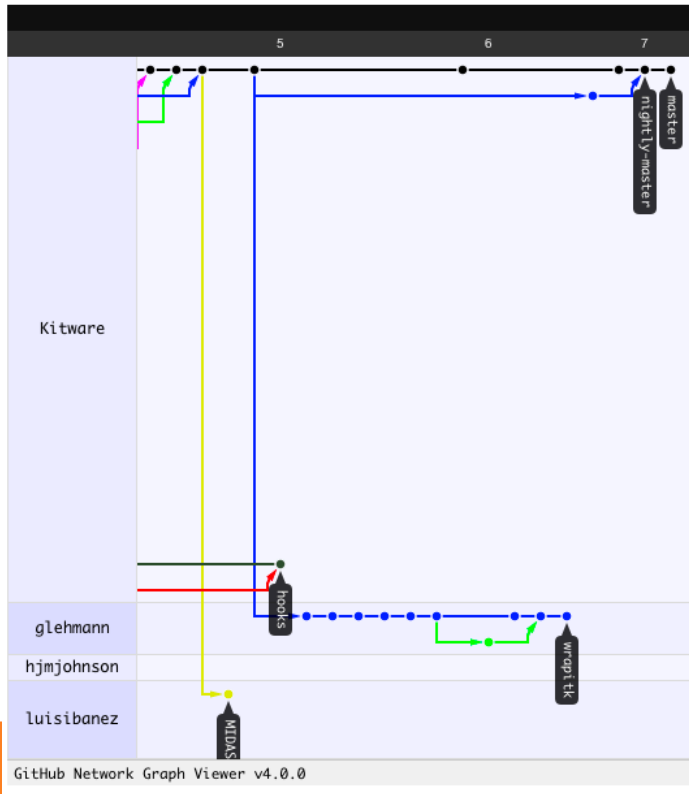 5 6 7
nightly-master
master
Kitware
hooks
glehmann
wrapitk
hjmjohnson
luisibanez
MIDAS
GitHub Network Graph Viewer v4.0.0